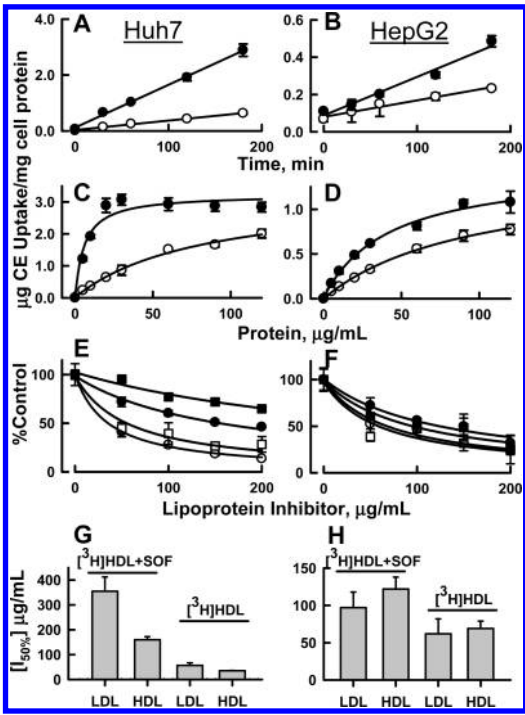 A Huh7
B HepG2
µg CE Uptake/mg cell protein
4.0
2.0
0.0
0 100 200
0.6
0.4
0.2
0.0
0 100 200
Time, min
C
4.0
3.0
2.0
1.0
0.0
0 50 100
D
1.0
0.5
0.0
0 50 100
Protein, µg/mL
%Control
E
100
50
0
0 50 100 150 200
F
100
50
0
0 50 100 150 200
Lipoprotein Inhibitor, µg/mL
[I50%] µg/mL
G
[3H]HDL+SOF
[3H]HDL
400
300
200
100
0
LDL HDL LDL HDL
H
[3H]HDL+SOF
[3H]HDL
150
100
50
0
LDL HDL LDL HDL